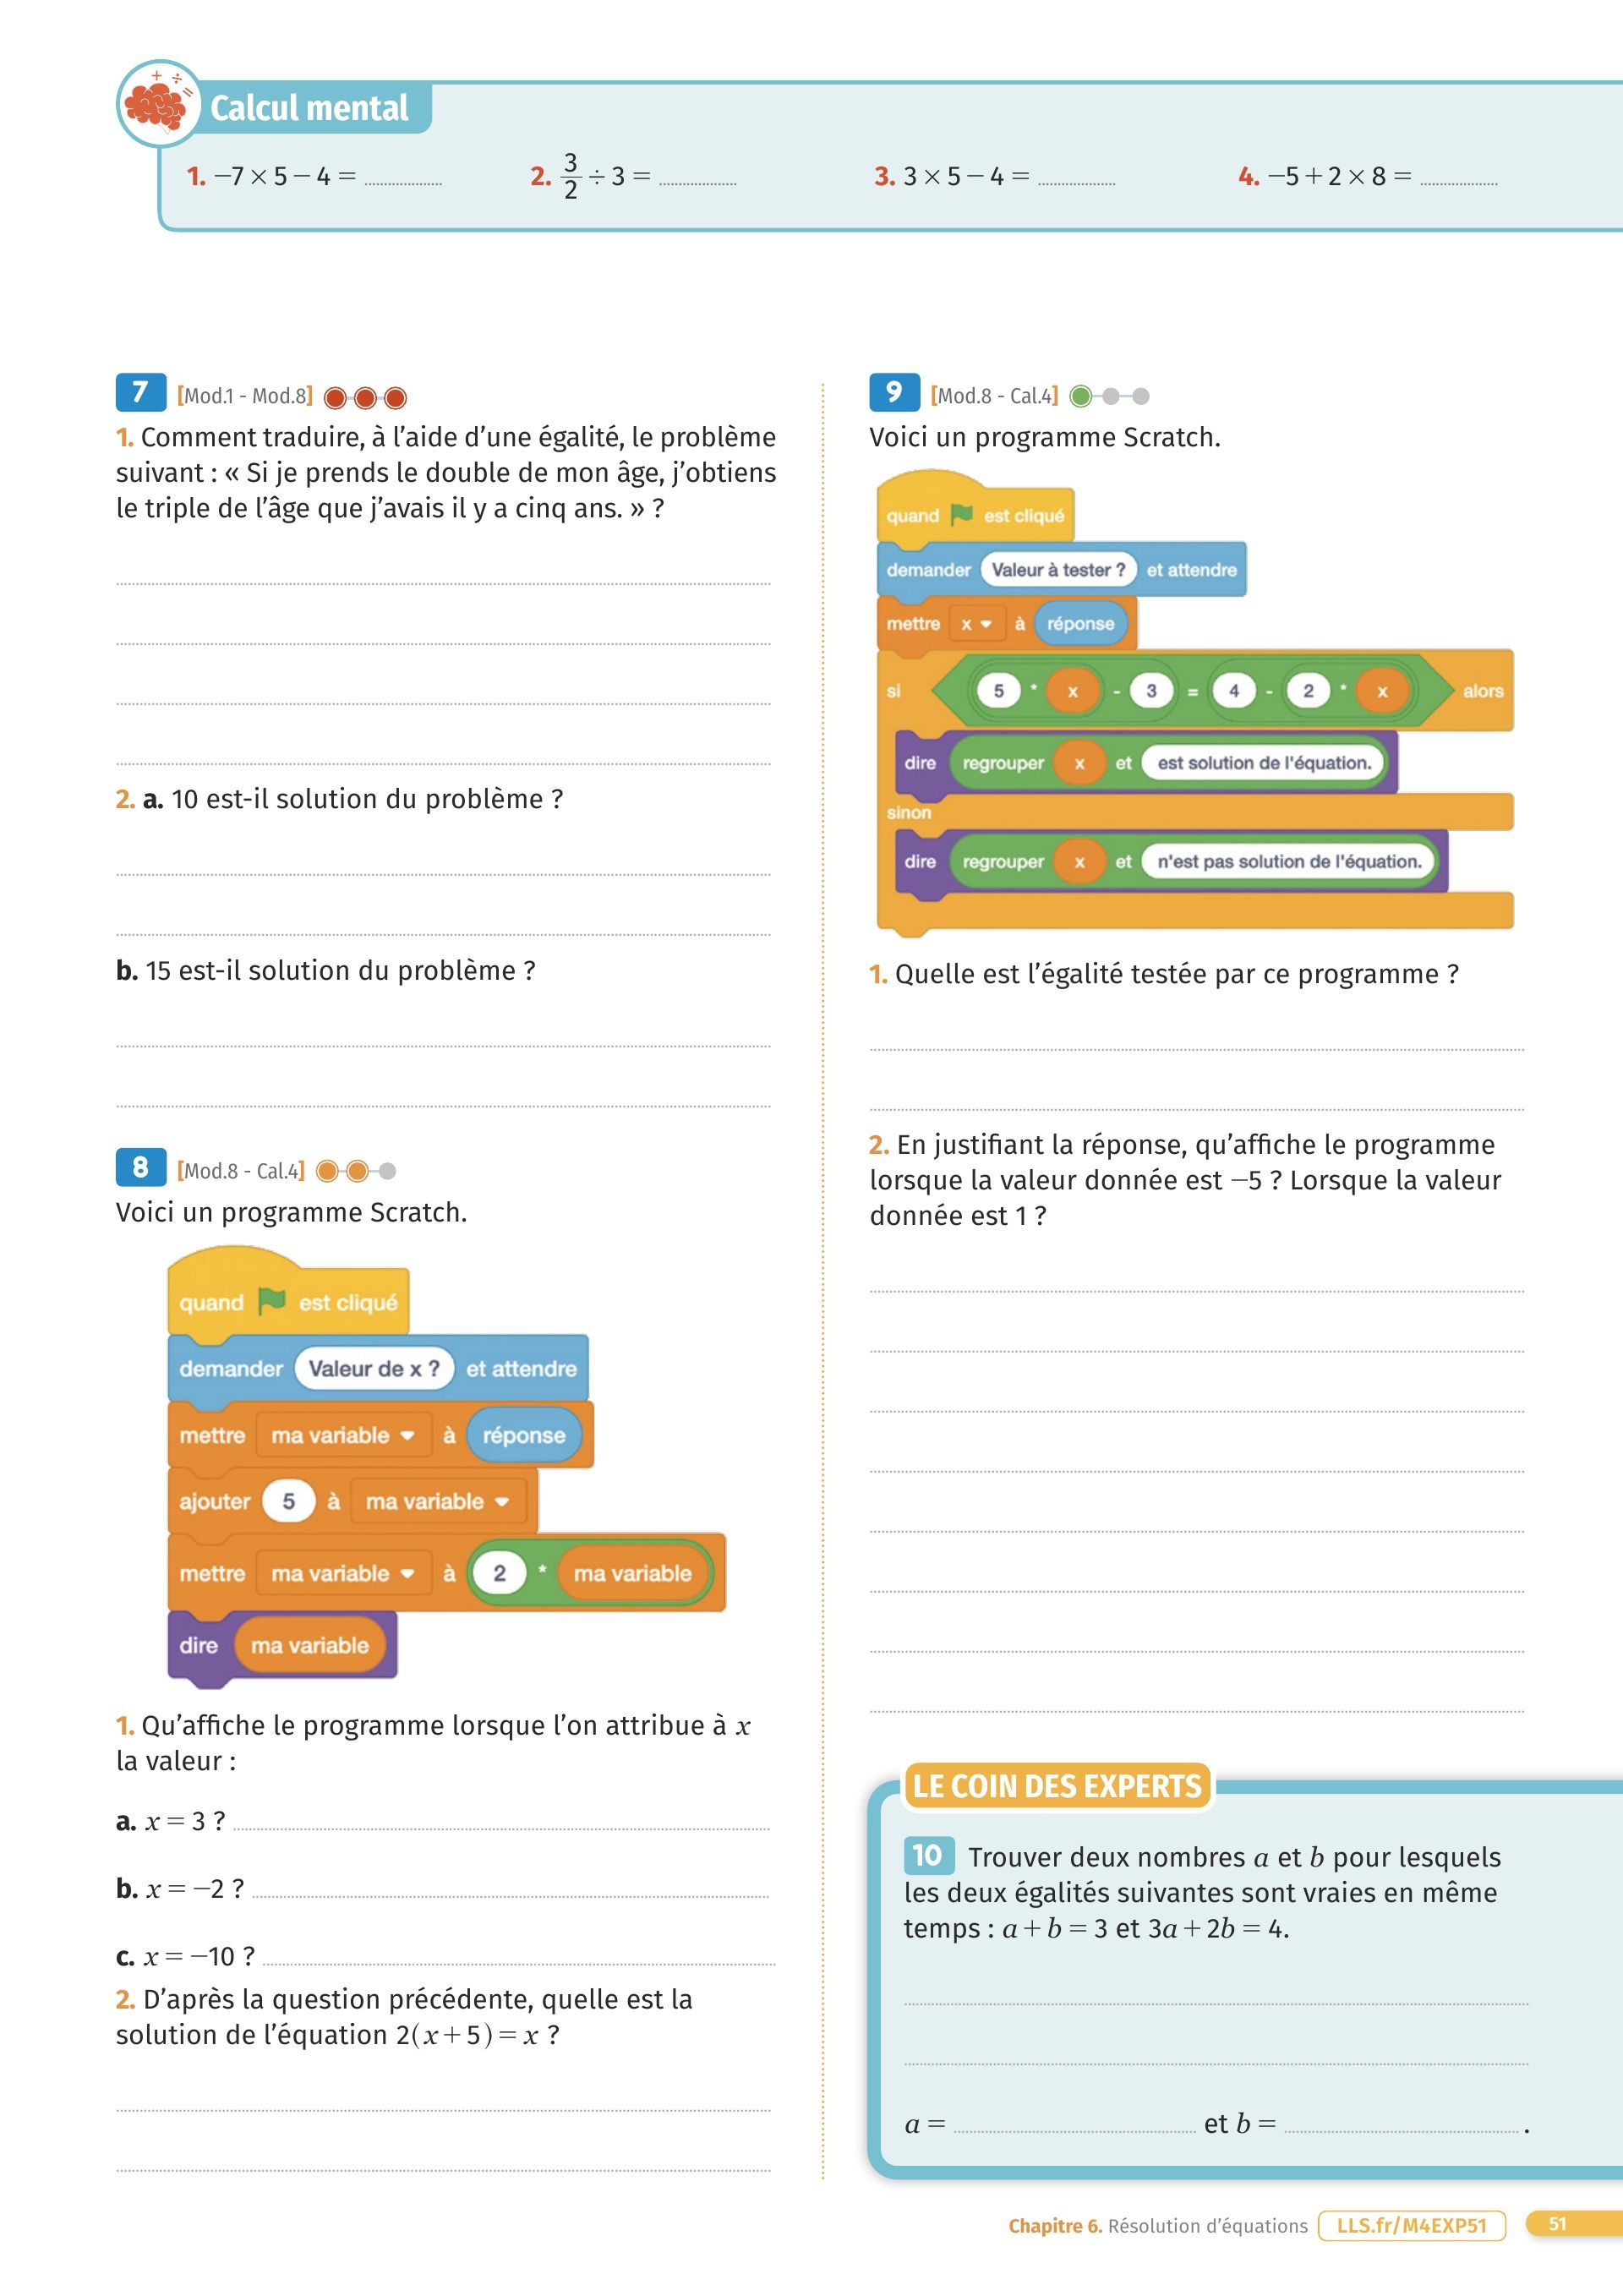 + ÷ =
Calcul mental
1. −7 × 5 − 4 = ............ 2. 3/2 ÷ 3 = ............ 3. 3 × 5 − 4 = ............ 4. −5 + 2 × 8 = ............
7 [Mod.1 - Mod.8]
1. Comment traduire, à l’aide d’une égalité, le problème
suivant : « Si je prends le double de mon âge, j’obtiens
le triple de l’âge que j’avais il y a cinq ans. » ?
2. a. 10 est-il solution du problème ?
b. 15 est-il solution du problème ?
8 [Mod.8 - Cal.4]
Voici un programme Scratch.
quand est cliqué
demander Valeur de x ? et attendre
mettre ma variable à réponse
ajouter 5 à ma variable
mettre ma variable à 2 * ma variable
dire ma variable
1. Qu’affiche le programme lorsque l’on attribue à x
la valeur :
a. x = 3 ?
b. x = −2 ?
c. x = −10 ?
2. D’après la question précédente, quelle est la
solution de l’équation 2(x + 5) = x ?
9 [Mod.8 - Cal.4]
Voici un programme Scratch.
quand est cliqué
demander Valeur à tester ? et attendre
mettre x à réponse
si 5 * x - 3 = 4 - 2 * x alors
dire regrouper x et est solution de l'équation.
sinon
dire regrouper x et n'est pas solution de l'équation.
1. Quelle est l’égalité testée par ce programme ?
2. En justifiant la réponse, qu’affiche le programme
lorsque la valeur donnée est −5 ? Lorsque la valeur
donnée est 1 ?
LE COIN DES EXPERTS
10 Trouver deux nombres a et b pour lesquels
les deux égalités suivantes sont vraies en même
temps : a + b = 3 et 3a + 2b = 4.
a = ............ et b = ............ .
Chapitre 6. Résolution d’équations LLS.fr/M4EXP51 51